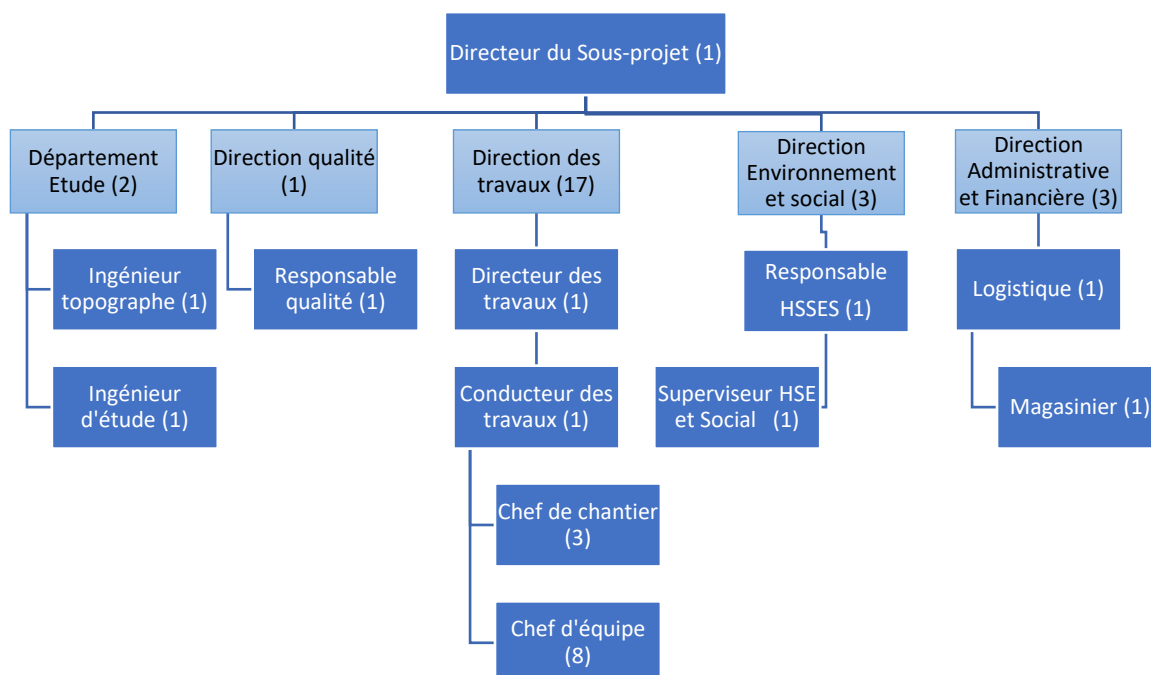 Directeur du Sous-projet (1)
Département
Etude (2)
Direction qualité
(1)
Direction des
travaux (17)
Direction
Environnement
et social (3)
Direction
Administrative
et Financière (3)
Ingénieur
topographe (1)
Responsable
qualité (1)
Directeur des
travaux (1)
Responsable
HSSES (1)
Logistique (1)
Ingénieur
d'étude (1)
Conducteur des
travaux (1)
Superviseur HSE
et Social (1)
Magasinier (1)
Chef de chantier
(3)
Chef d'équipe
(8)